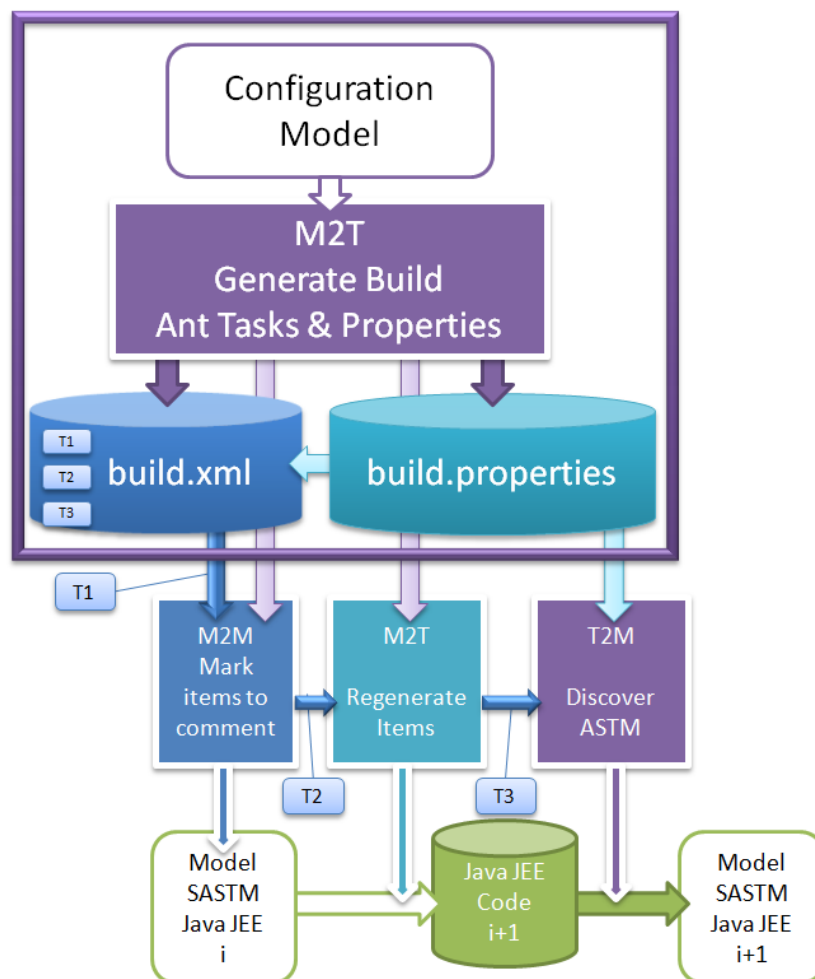 Configuration
Model
M2T
Generate Build
Ant Tasks & Properties
T1
T2
T3
build.xml
build.properties
T1
M2M
Mark
items to
comment
M2T
Regenerate
Items
T2M
Discover
ASTM
T2
T3
Model
SASTM
Java JEE
i
Java JEE
Code
i+1
Model
SASTM
Java JEE
i+1